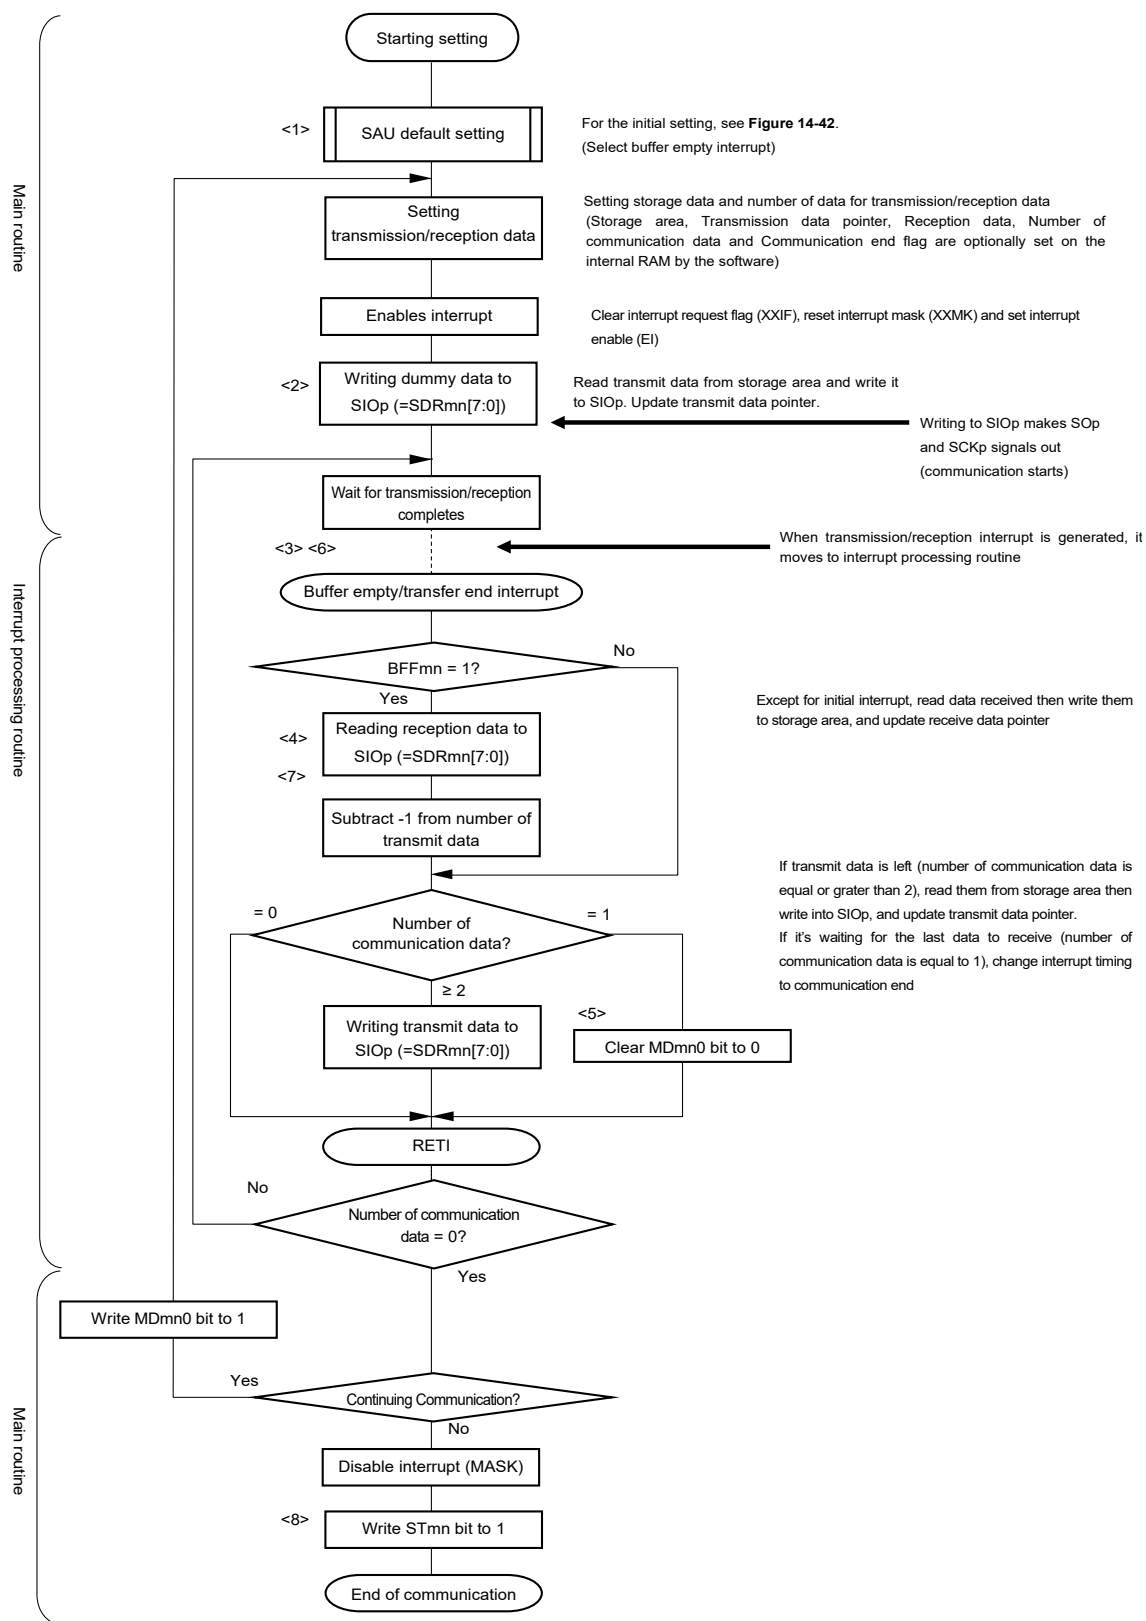 Starting setting
<1>
SAU default setting
For the initial setting, see Figure 14-42.
(Select buffer empty interrupt)
Main routine
Setting
transmission/reception data
Setting storage data and number of data for transmission/reception data
(Storage area, Transmission data pointer, Reception data, Number of
communication data and Communication end flag are optionally set on the
internal RAM by the software)
Enables interrupt
Clear interrupt request flag (XXIF), reset interrupt mask (XXMK) and set interrupt
enable (EI)
<2>
Writing dummy data to
SIOp (=SDRmn[7:0])
Read transmit data from storage area and write it
to SIOp. Update transmit data pointer.
Writing to SIOp makes SOp
and SCKp signals out
(communication starts)
Wait for transmission/reception
completes
<3> <6>
When transmission/reception interrupt is generated, it
moves to interrupt processing routine
Interrupt processing routine
Buffer empty/transfer end interrupt
BFFmn = 1?
No
Yes
Except for initial interrupt, read data received then write them
to storage area, and update receive data pointer
<4>
Reading reception data to
SIOp (=SDRmn[7:0])
<7>
Subtract -1 from number of
transmit data
= 0
Number of
communication data?
= 1
≥ 2
If transmit data is left (number of communication data is
equal or grater than 2), read them from storage area then
write into SIOp, and update transmit data pointer.
If it's waiting for the last data to receive (number of
communication data is equal to 1), change interrupt timing
to communication end
Writing transmit data to
SIOp (=SDRmn[7:0])
<5>
Clear MDmn0 bit to 0
RETI
No
Number of communication
data = 0?
Yes
Write MDmn0 bit to 1
Main routine
Yes
Continuing Communication?
No
Disable interrupt (MASK)
<8>
Write STmn bit to 1
End of communication